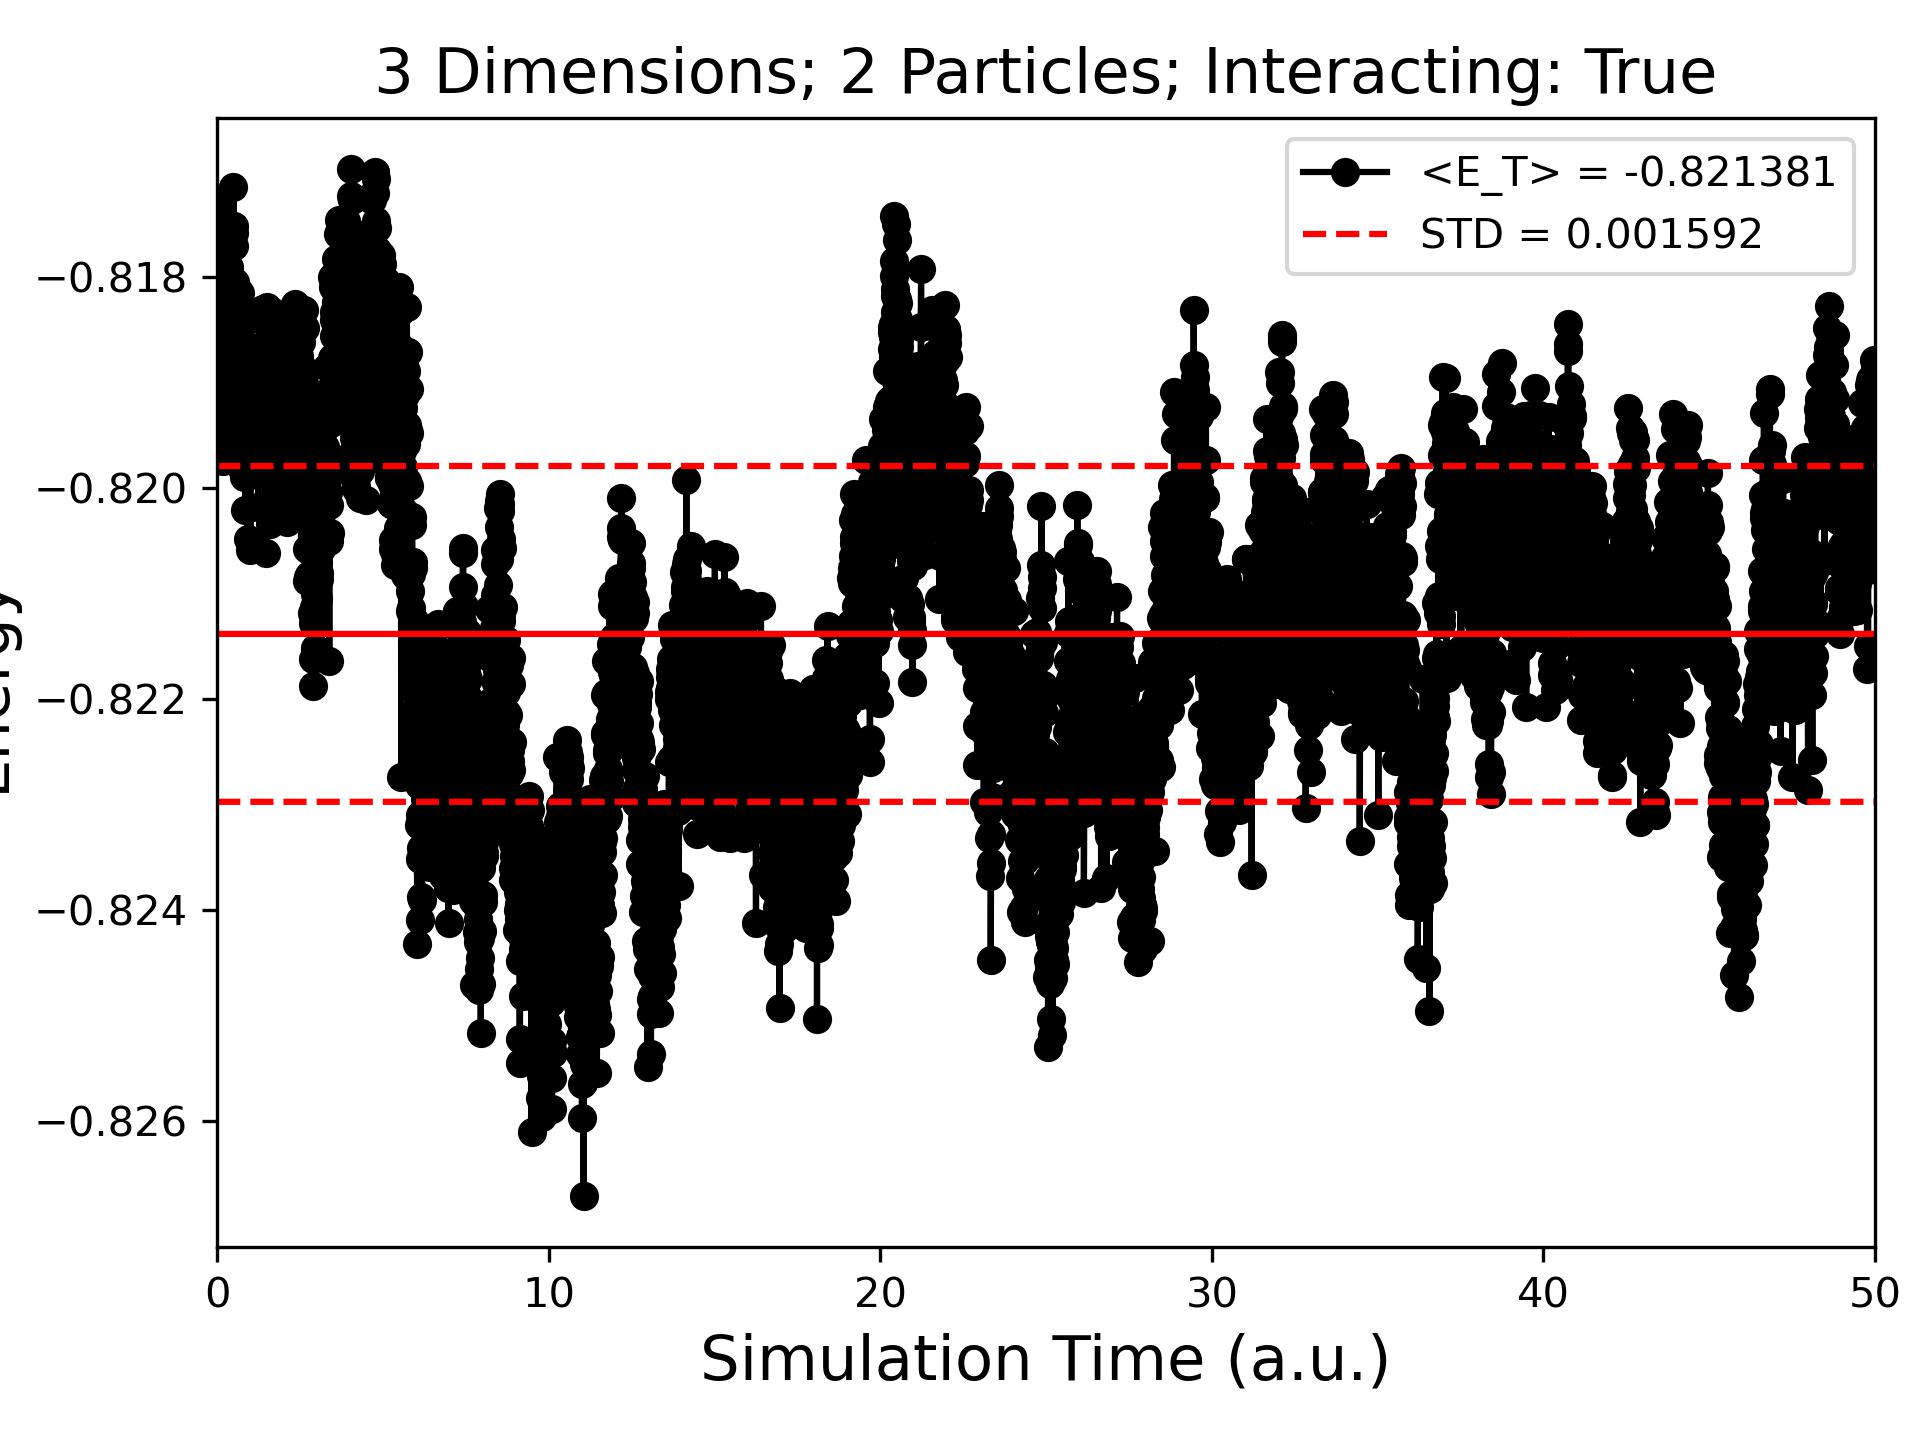 3 Dimensions; 2 Particles; Interacting: True
<E_T> = -0.821381
STD = 0.001592
Energy
−0.818
−0.820
−0.822
−0.824
−0.826
0 10 20 30 40 50
Simulation Time (a.u.)